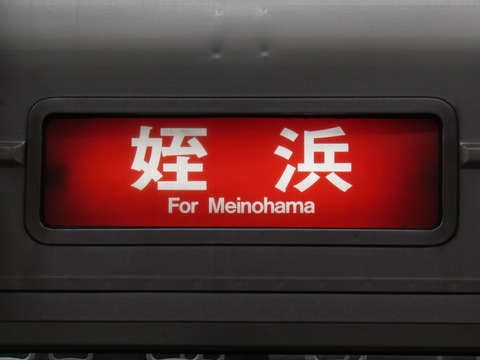 姪浜
For Meinohama